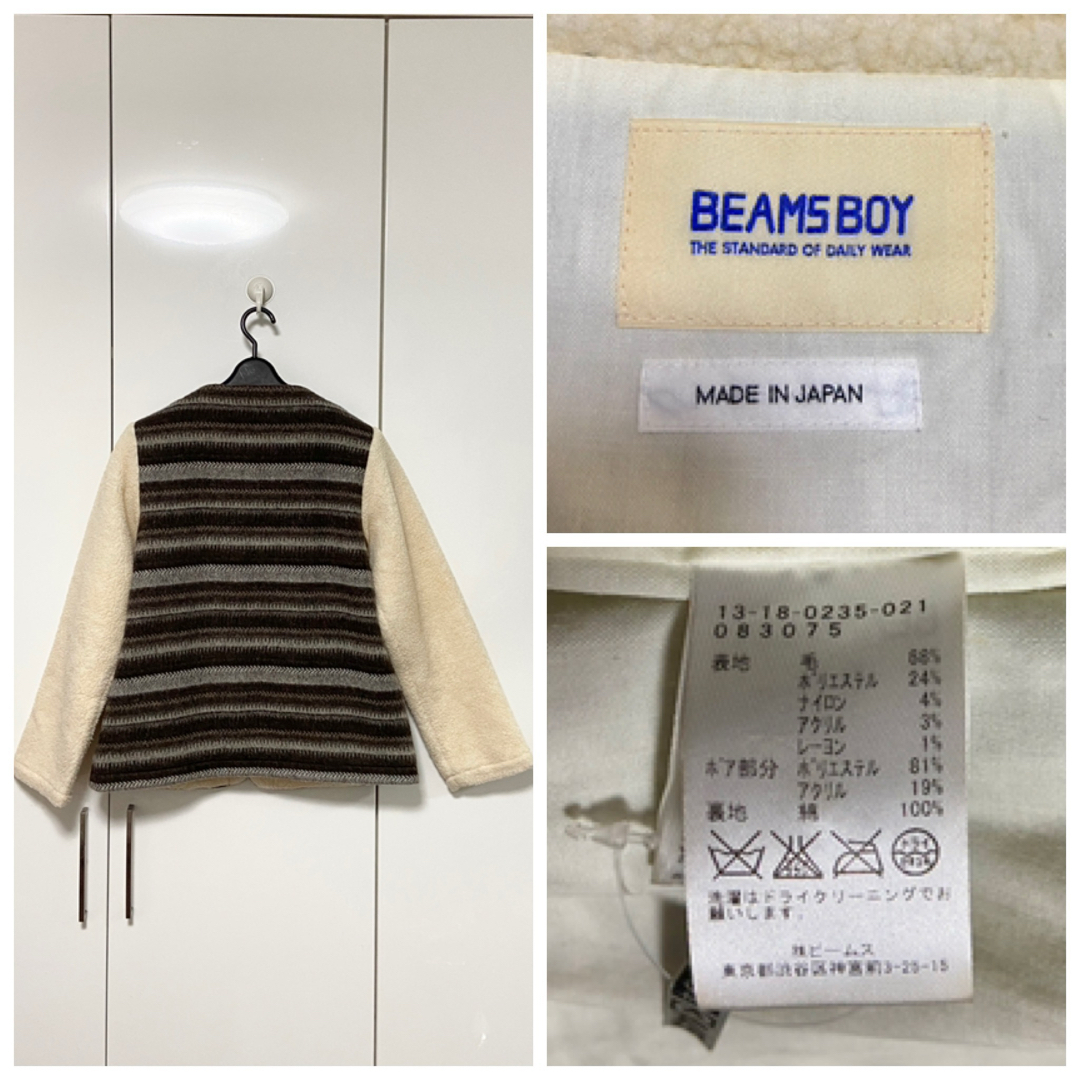 BEAMS BOY
THE STANDARD OF DAILY WEAR
MADE IN JAPAN
13-18-0235-021
083075
表地 毛 68%
ポリエステル 24%
ナイロン 4%
アクリル 3%
レーヨン 1%
ボア部分 ポリエステル 81%
アクリル 19%
裏地 綿 100%
ドライ
洗濯はドライクリーニングでお
願いします。
㈱ビームス
東京都渋谷区神宮前3-25-15